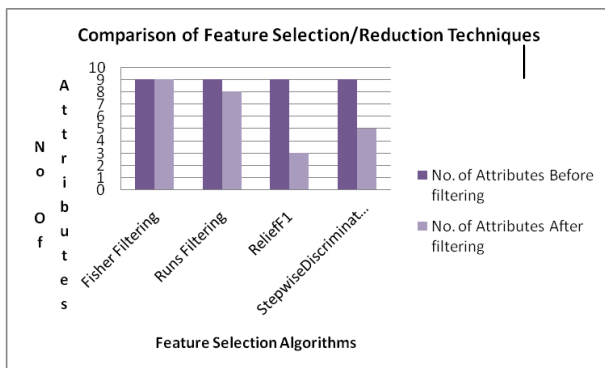 Comparison of Feature Selection/Reduction Techniques
No Of
Attributes
10
9
8
7
6
5
4
3
2
1
0
Fisher Filtering
Runs Filtering
ReliefF1
StepwiseDiscriminat...
Feature Selection Algorithms
No. of Attributes Before
filtering
No. of Attributes After
filtering